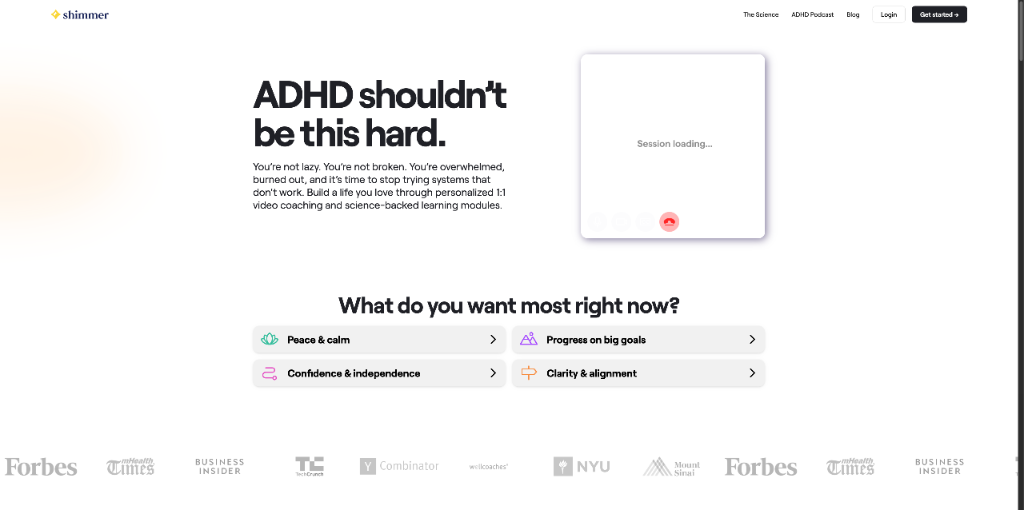 shimmer
The Science
ADHD Podcast
Blog
Login
Get started →
ADHD shouldn't
be this hard.
You're not lazy. You're not broken. You're overwhelmed,
burned out, and it's time to stop trying systems that
don't work. Build a life you love through personalized 1:1
video coaching and science-backed learning modules.
Session loading...
What do you want most right now?
Peace & calm
Progress on big goals
Confidence & independence
Clarity & alignment
Forbes
mHealth
Times
BUSINESS
INSIDER
TC
TechCrunch
Y Combinator
wellcoaches®
NYU
Mount
Sinai
Forbes
mHealth
Times
BUSINESS
INSIDER